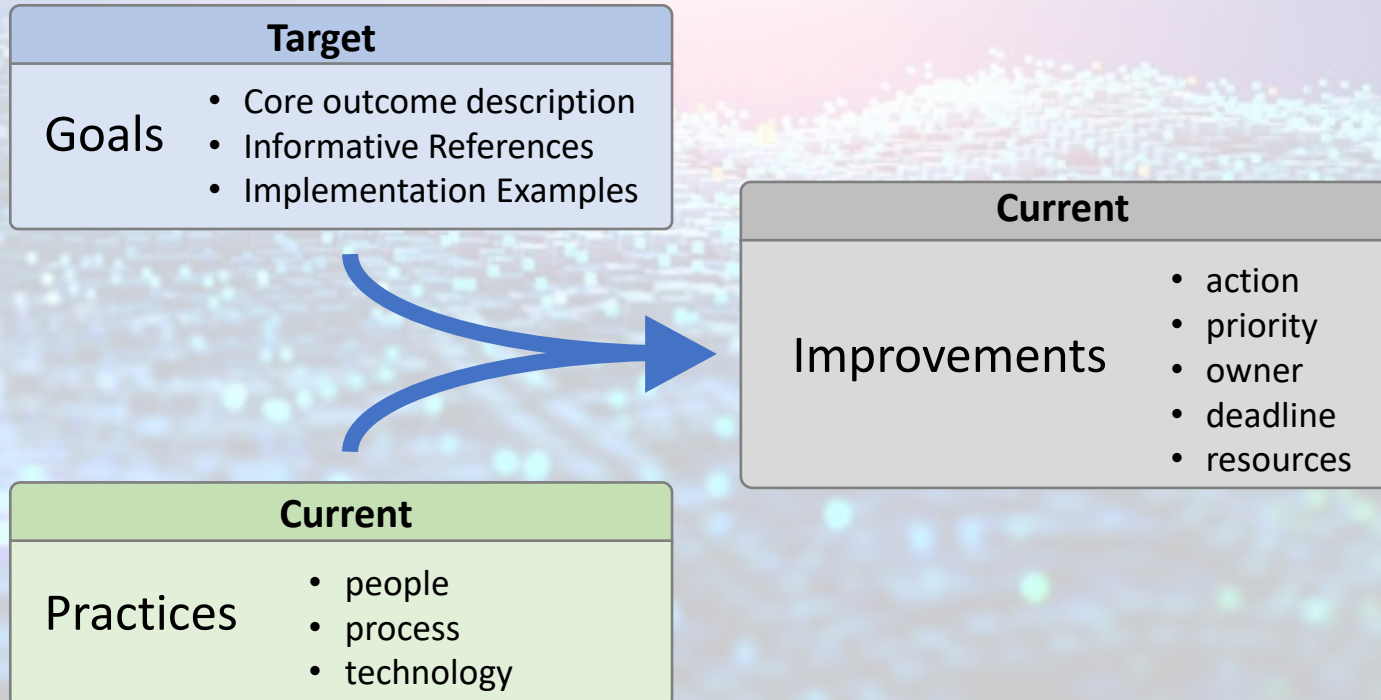 Target
Goals
• Core outcome description
• Informative References
• Implementation Examples
Current
Improvements
• action
• priority
• owner
• deadline
• resources
Current
Practices
• people
• process
• technology